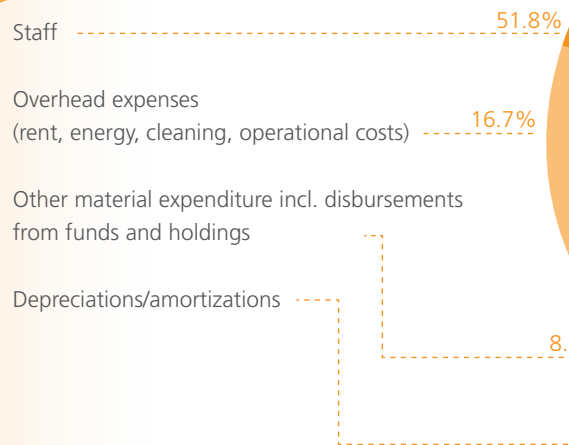 Staff 51.8%
Overhead expenses
(rent, energy, cleaning, operational costs) 16.7%
Other material expenditure incl. disbursements
from funds and holdings
Depreciations/amortizations
8.